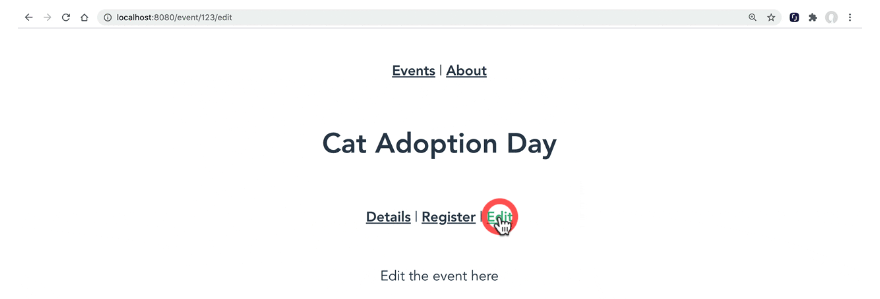 localhost:8080/event/123/edit
Events | About
Cat Adoption Day
Details | Register | Edit
Edit the event here